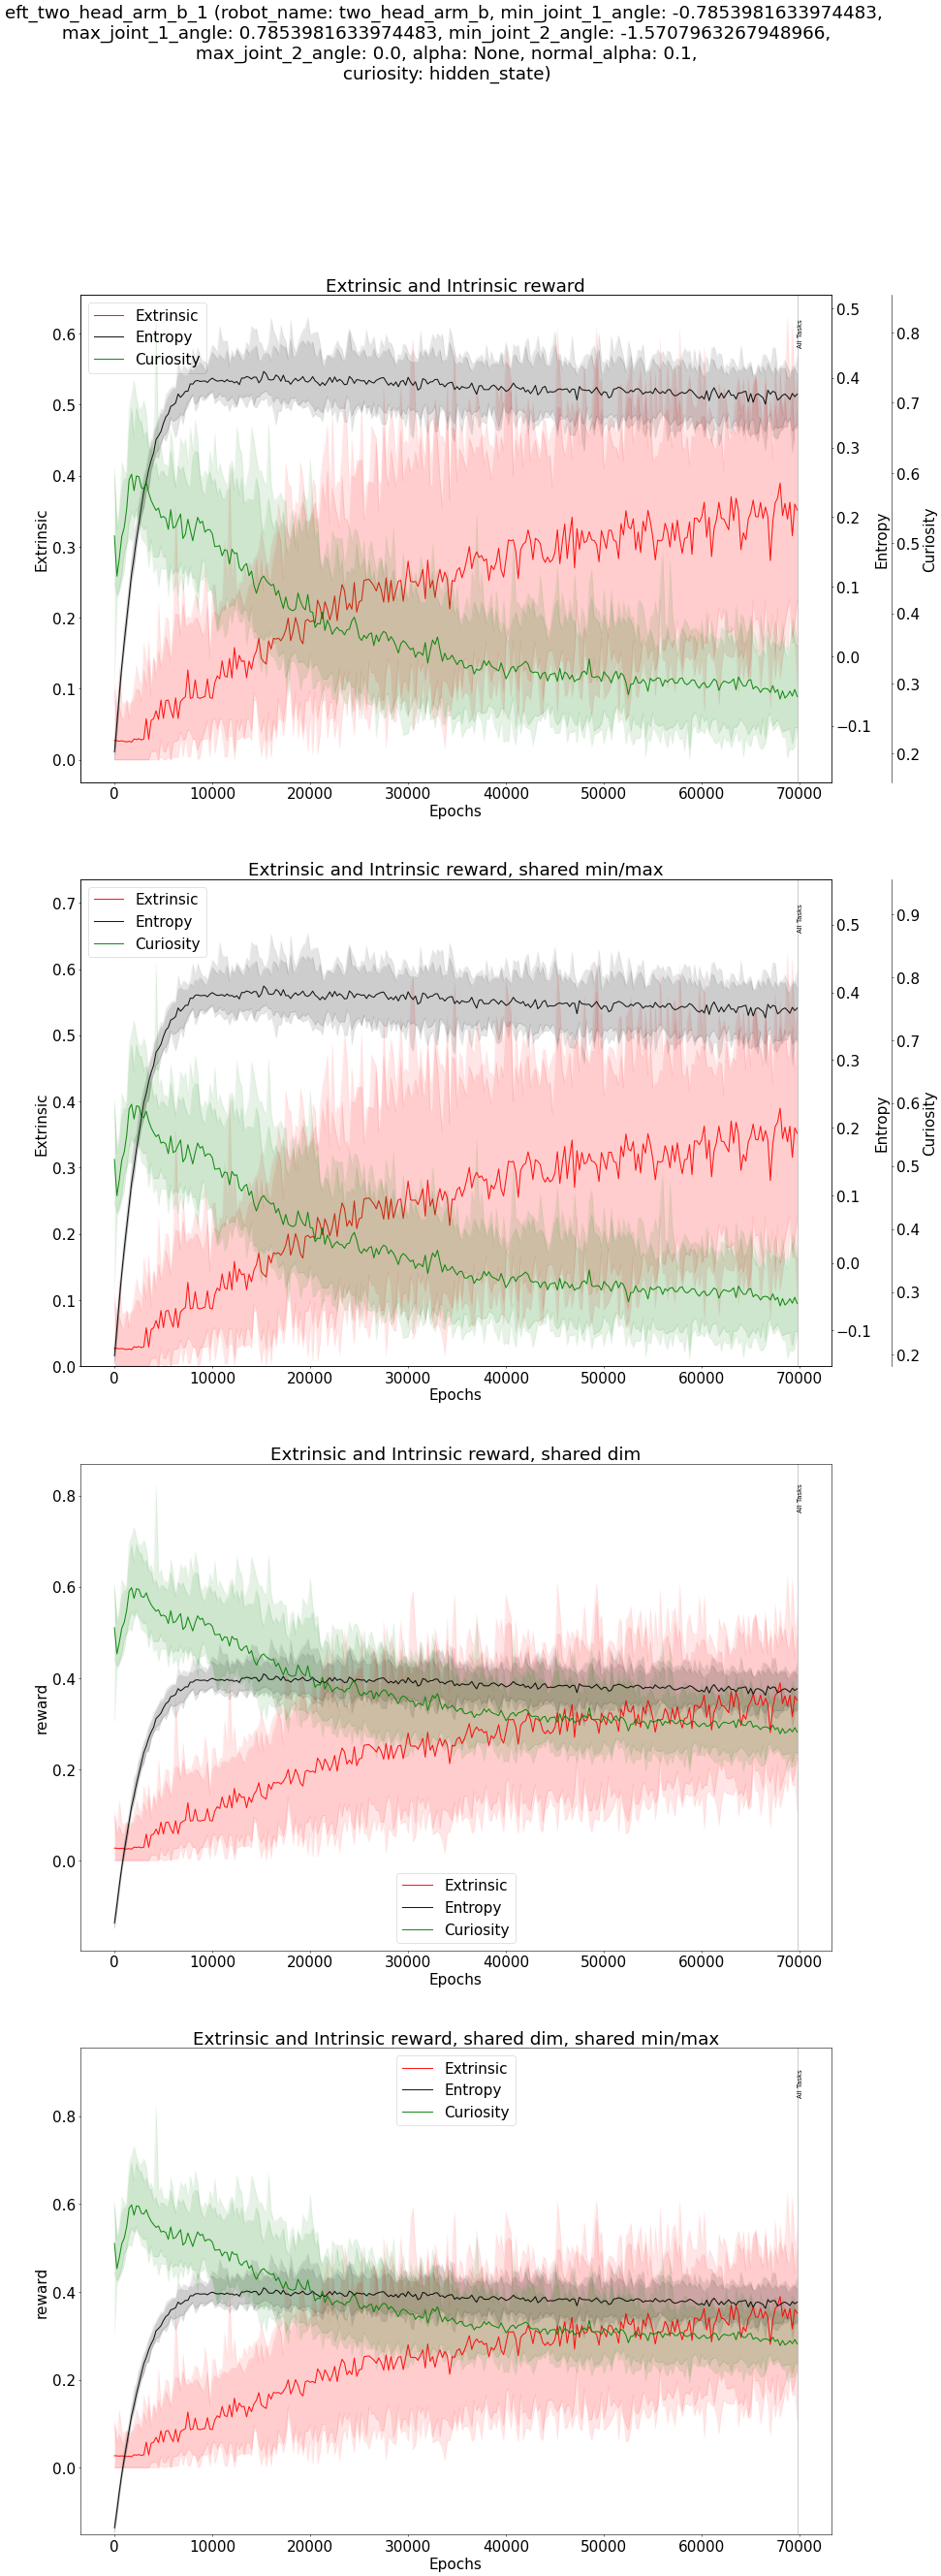 eft_two_head_arm_b_1 (robot_name: two_head_arm_b, min_joint_1_angle: -0.7853981633974483,
max_joint_1_angle: 0.7853981633974483, min_joint_2_angle: -1.5707963267948966,
max_joint_2_angle: 0.0, alpha: None, normal_alpha: 0.1,
curiosity: hidden_state)
Extrinsic and Intrinsic reward
Extrinsic
Entropy
Curiosity
All Tasks
0.6
0.5
0.4
0.3
0.2
0.1
0.0
Extrinsic
0.5
0.4
0.3
0.2
0.1
0.0
−0.1
Entropy
0.8
0.7
0.6
0.5
0.4
0.3
0.2
Curiosity
0 10000 20000 30000 40000 50000 60000 70000
Epochs
Extrinsic and Intrinsic reward, shared min/max
Extrinsic
Entropy
Curiosity
All Tasks
0.7
0.6
0.5
0.4
0.3
0.2
0.1
0.0
Extrinsic
0.5
0.4
0.3
0.2
0.1
0.0
−0.1
Entropy
0.9
0.8
0.7
0.6
0.5
0.4
0.3
0.2
Curiosity
0 10000 20000 30000 40000 50000 60000 70000
Epochs
Extrinsic and Intrinsic reward, shared dim
All Tasks
0.8
0.6
0.4
0.2
0.0
reward
Extrinsic
Entropy
Curiosity
0 10000 20000 30000 40000 50000 60000 70000
Epochs
Extrinsic and Intrinsic reward, shared dim, shared min/max
Extrinsic
Entropy
Curiosity
All Tasks
0.8
0.6
0.4
0.2
0.0
reward
0 10000 20000 30000 40000 50000 60000 70000
Epochs